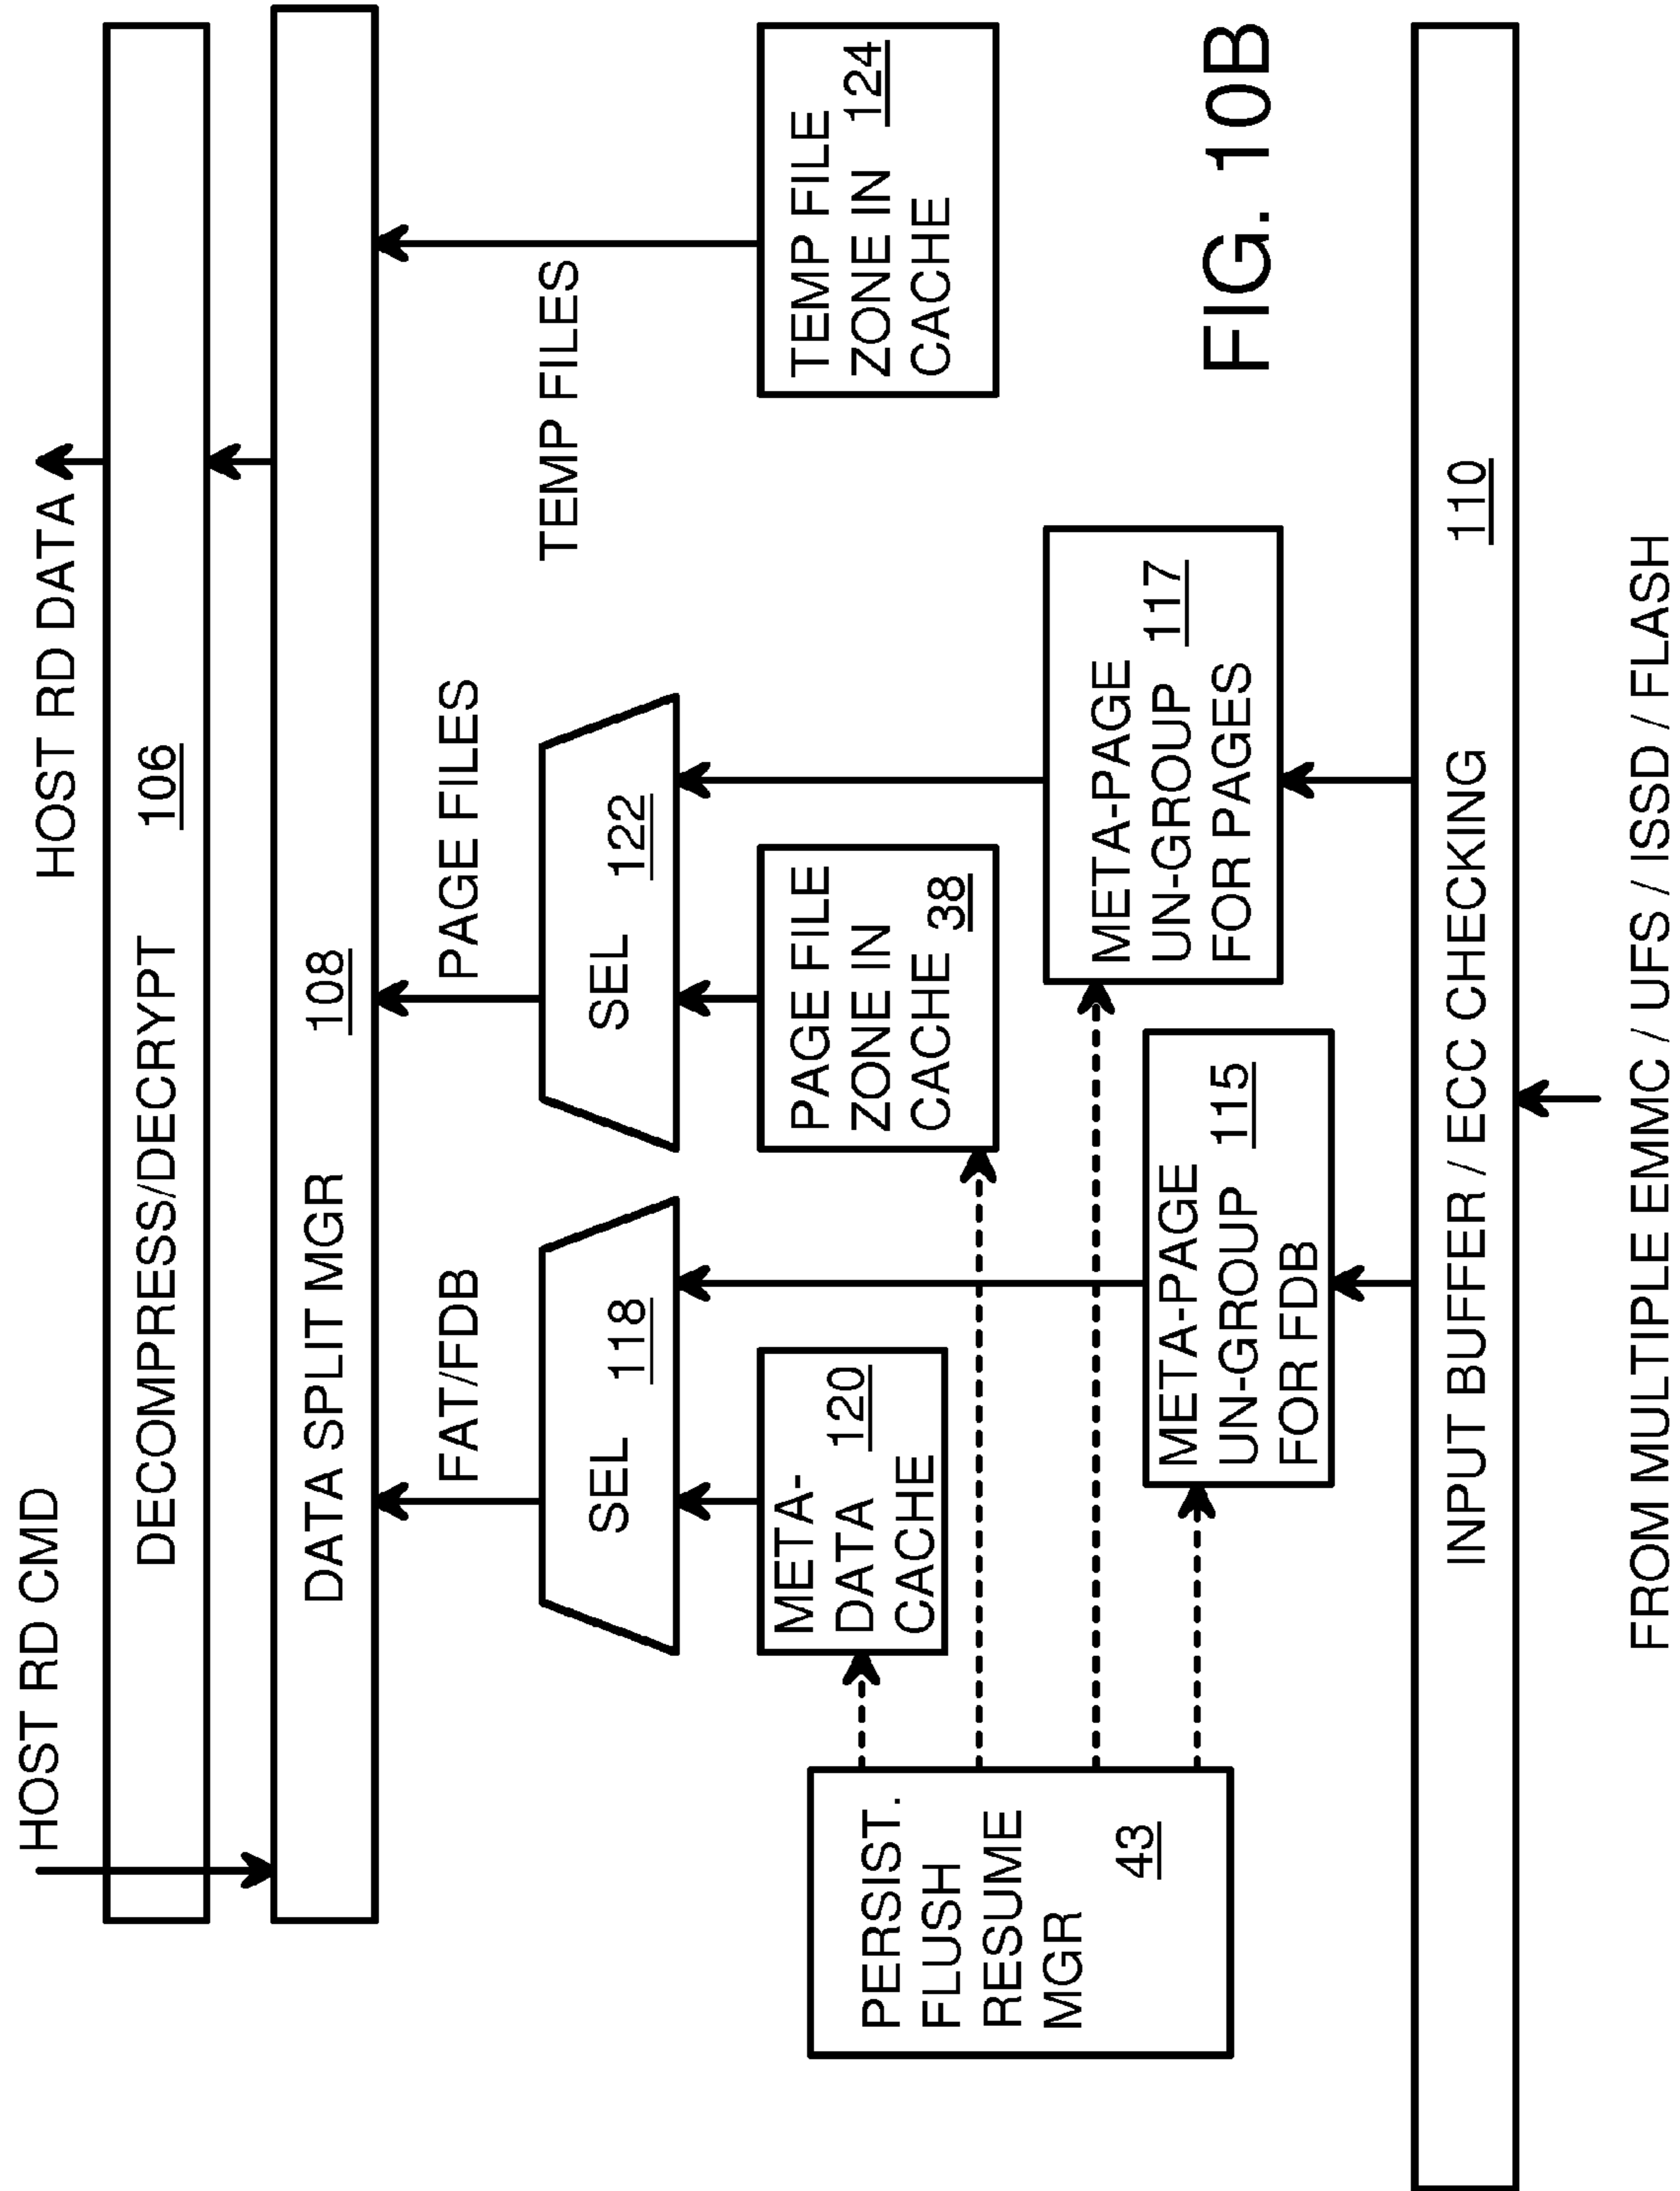 HOST RD CMD
HOST RD DATA
DECOMPRESS/DECRYPT 106
DATA SPLIT MGR 108
FAT/FDB
PAGE FILES
TEMP FILES
SEL 118
SEL 122
META-
DATA 120
CACHE
PAGE FILE
ZONE IN
CACHE 38
TEMP FILE
ZONE IN 124
CACHE
PERSIST.
FLUSH
RESUME
MGR 43
META-PAGE
UN-GROUP 115
FOR FDB
META-PAGE
UN-GROUP 117
FOR PAGES
INPUT BUFFER / ECC CHECKING 110
FROM MULTIPLE EMMC / UFS / ISSD / FLASH
FIG. 10B